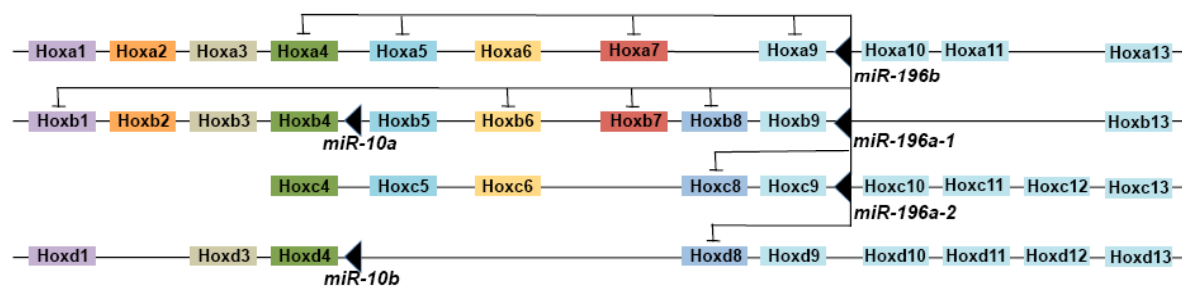 Hoxa1 Hoxa2 Hoxa3 Hoxa4 Hoxa5 Hoxa6 Hoxa7 Hoxa9 Hoxa10 Hoxa11 Hoxa13
miR-196b
Hoxb1 Hoxb2 Hoxb3 Hoxb4 Hoxb5 Hoxb6 Hoxb7 Hoxb8 Hoxb9 Hoxb13
miR-10a miR-196a-1
Hoxc4 Hoxc5 Hoxc6 Hoxc8 Hoxc9 Hoxc10 Hoxc11 Hoxc12 Hoxc13
miR-196a-2
Hoxd1 Hoxd3 Hoxd4 Hoxd8 Hoxd9 Hoxd10 Hoxd11 Hoxd12 Hoxd13
miR-10b